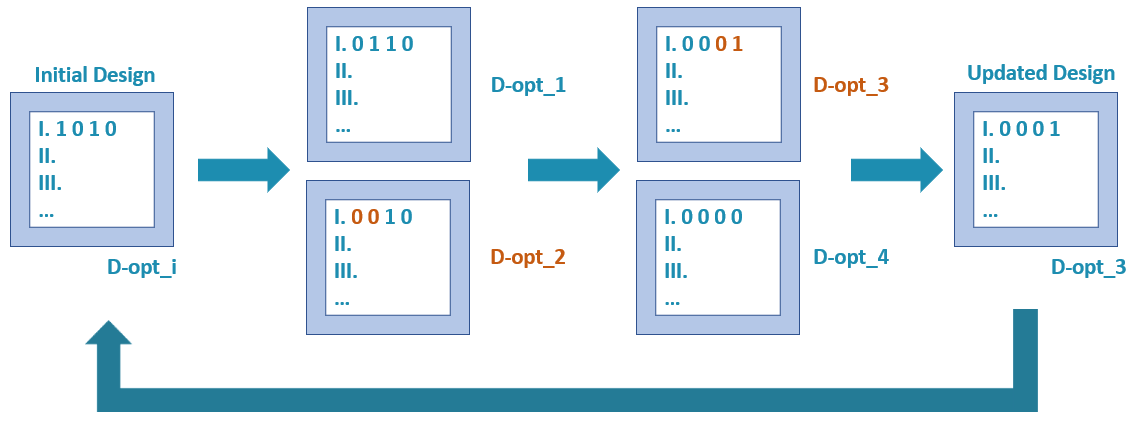 Initial Design
I. 1 0 1 0
II.
III.
...
D-opt_i
I. 0 1 1 0
II.
III.
...
D-opt_1
I. 0 0 1 0
II.
III.
...
D-opt_2
I. 0 0 0 1
II.
III.
...
D-opt_3
I. 0 0 0 0
II.
III.
...
D-opt_4
Updated Design
I. 0 0 0 1
II.
III.
...
D-opt_3